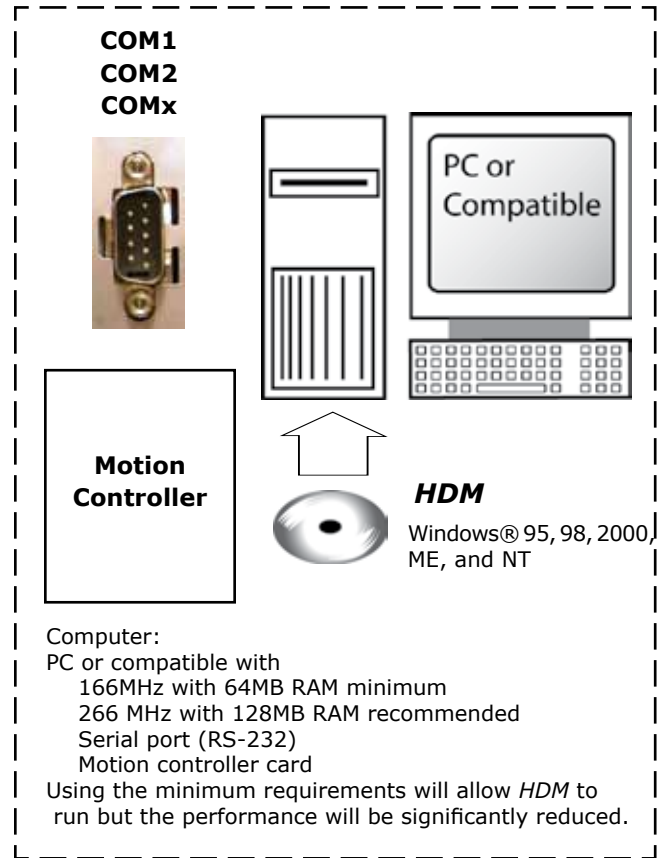 COM1
COM2
COMx
PC or
Compatible
Motion
Controller
HDM
Windows® 95, 98, 2000,
ME, and NT
Computer:
PC or compatible with
166MHz with 64MB RAM minimum
266 MHz with 128MB RAM recommended
Serial port (RS-232)
Motion controller card
Using the minimum requirements will allow HDM to
run but the performance will be significantly reduced.